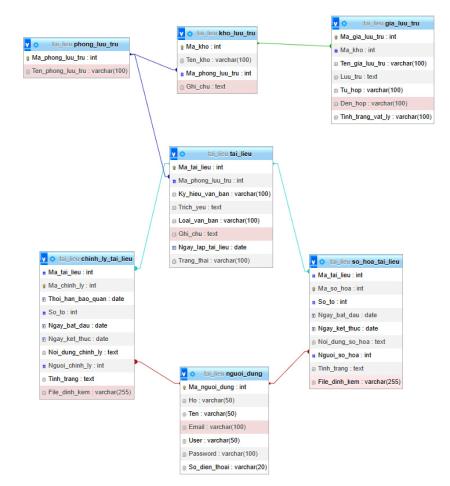 tai_lieu phong_luu_tru
Ma_phong_luu_tru : int
Ten_phong_luu_tru : varchar(100)
tai_lieu kho_luu_tru
Ma_kho : int
Ten_kho : varchar(100)
Ma_phong_luu_tru : int
Ghi_chu : text
tai_lieu gia_luu_tru
Ma_gia_luu_tru : int
Ma_kho : int
Ten_gia_luu_tru : varchar(100)
Luu_tru : text
Tu_hop : varchar(100)
Den_hop : varchar(100)
Tinh_trang_vat_ly : varchar(100)
tai_lieu tai_lieu
Ma_tai_lieu : int
Ma_phong_luu_tru : int
Ky_hieu_van_ban : varchar(100)
Trich_yeu : text
Loai_van_ban : varchar(100)
Ghi_chu : text
Ngay_lap_tai_lieu : date
Trang_thai : varchar(100)
tai_lieu chinh_ly_tai_lieu
Ma_tai_lieu : int
Ma_chinh_ly : int
Thoi_han_bao_quan : date
So_to : int
Ngay_bat_dau : date
Ngay_ket_thuc : date
Noi_dung_chinh_ly : text
Nguoi_chinh_ly : int
Tinh_trang : text
File_dinh_kem : varchar(255)
tai_lieu so_hoa_tai_lieu
Ma_tai_lieu : int
Ma_so_hoa : int
So_to : int
Ngay_bat_dau : date
Ngay_ket_thuc : date
Noi_dung_so_hoa : text
Nguoi_so_hoa : int
Tinh_trang : text
File_dinh_kem : varchar(255)
tai_lieu nguoi_dung
Ma_nguoi_dung : int
Ho : varchar(50)
Ten : varchar(50)
Email : varchar(100)
User : varchar(50)
Password : varchar(100)
So_dien_thoai : varchar(20)